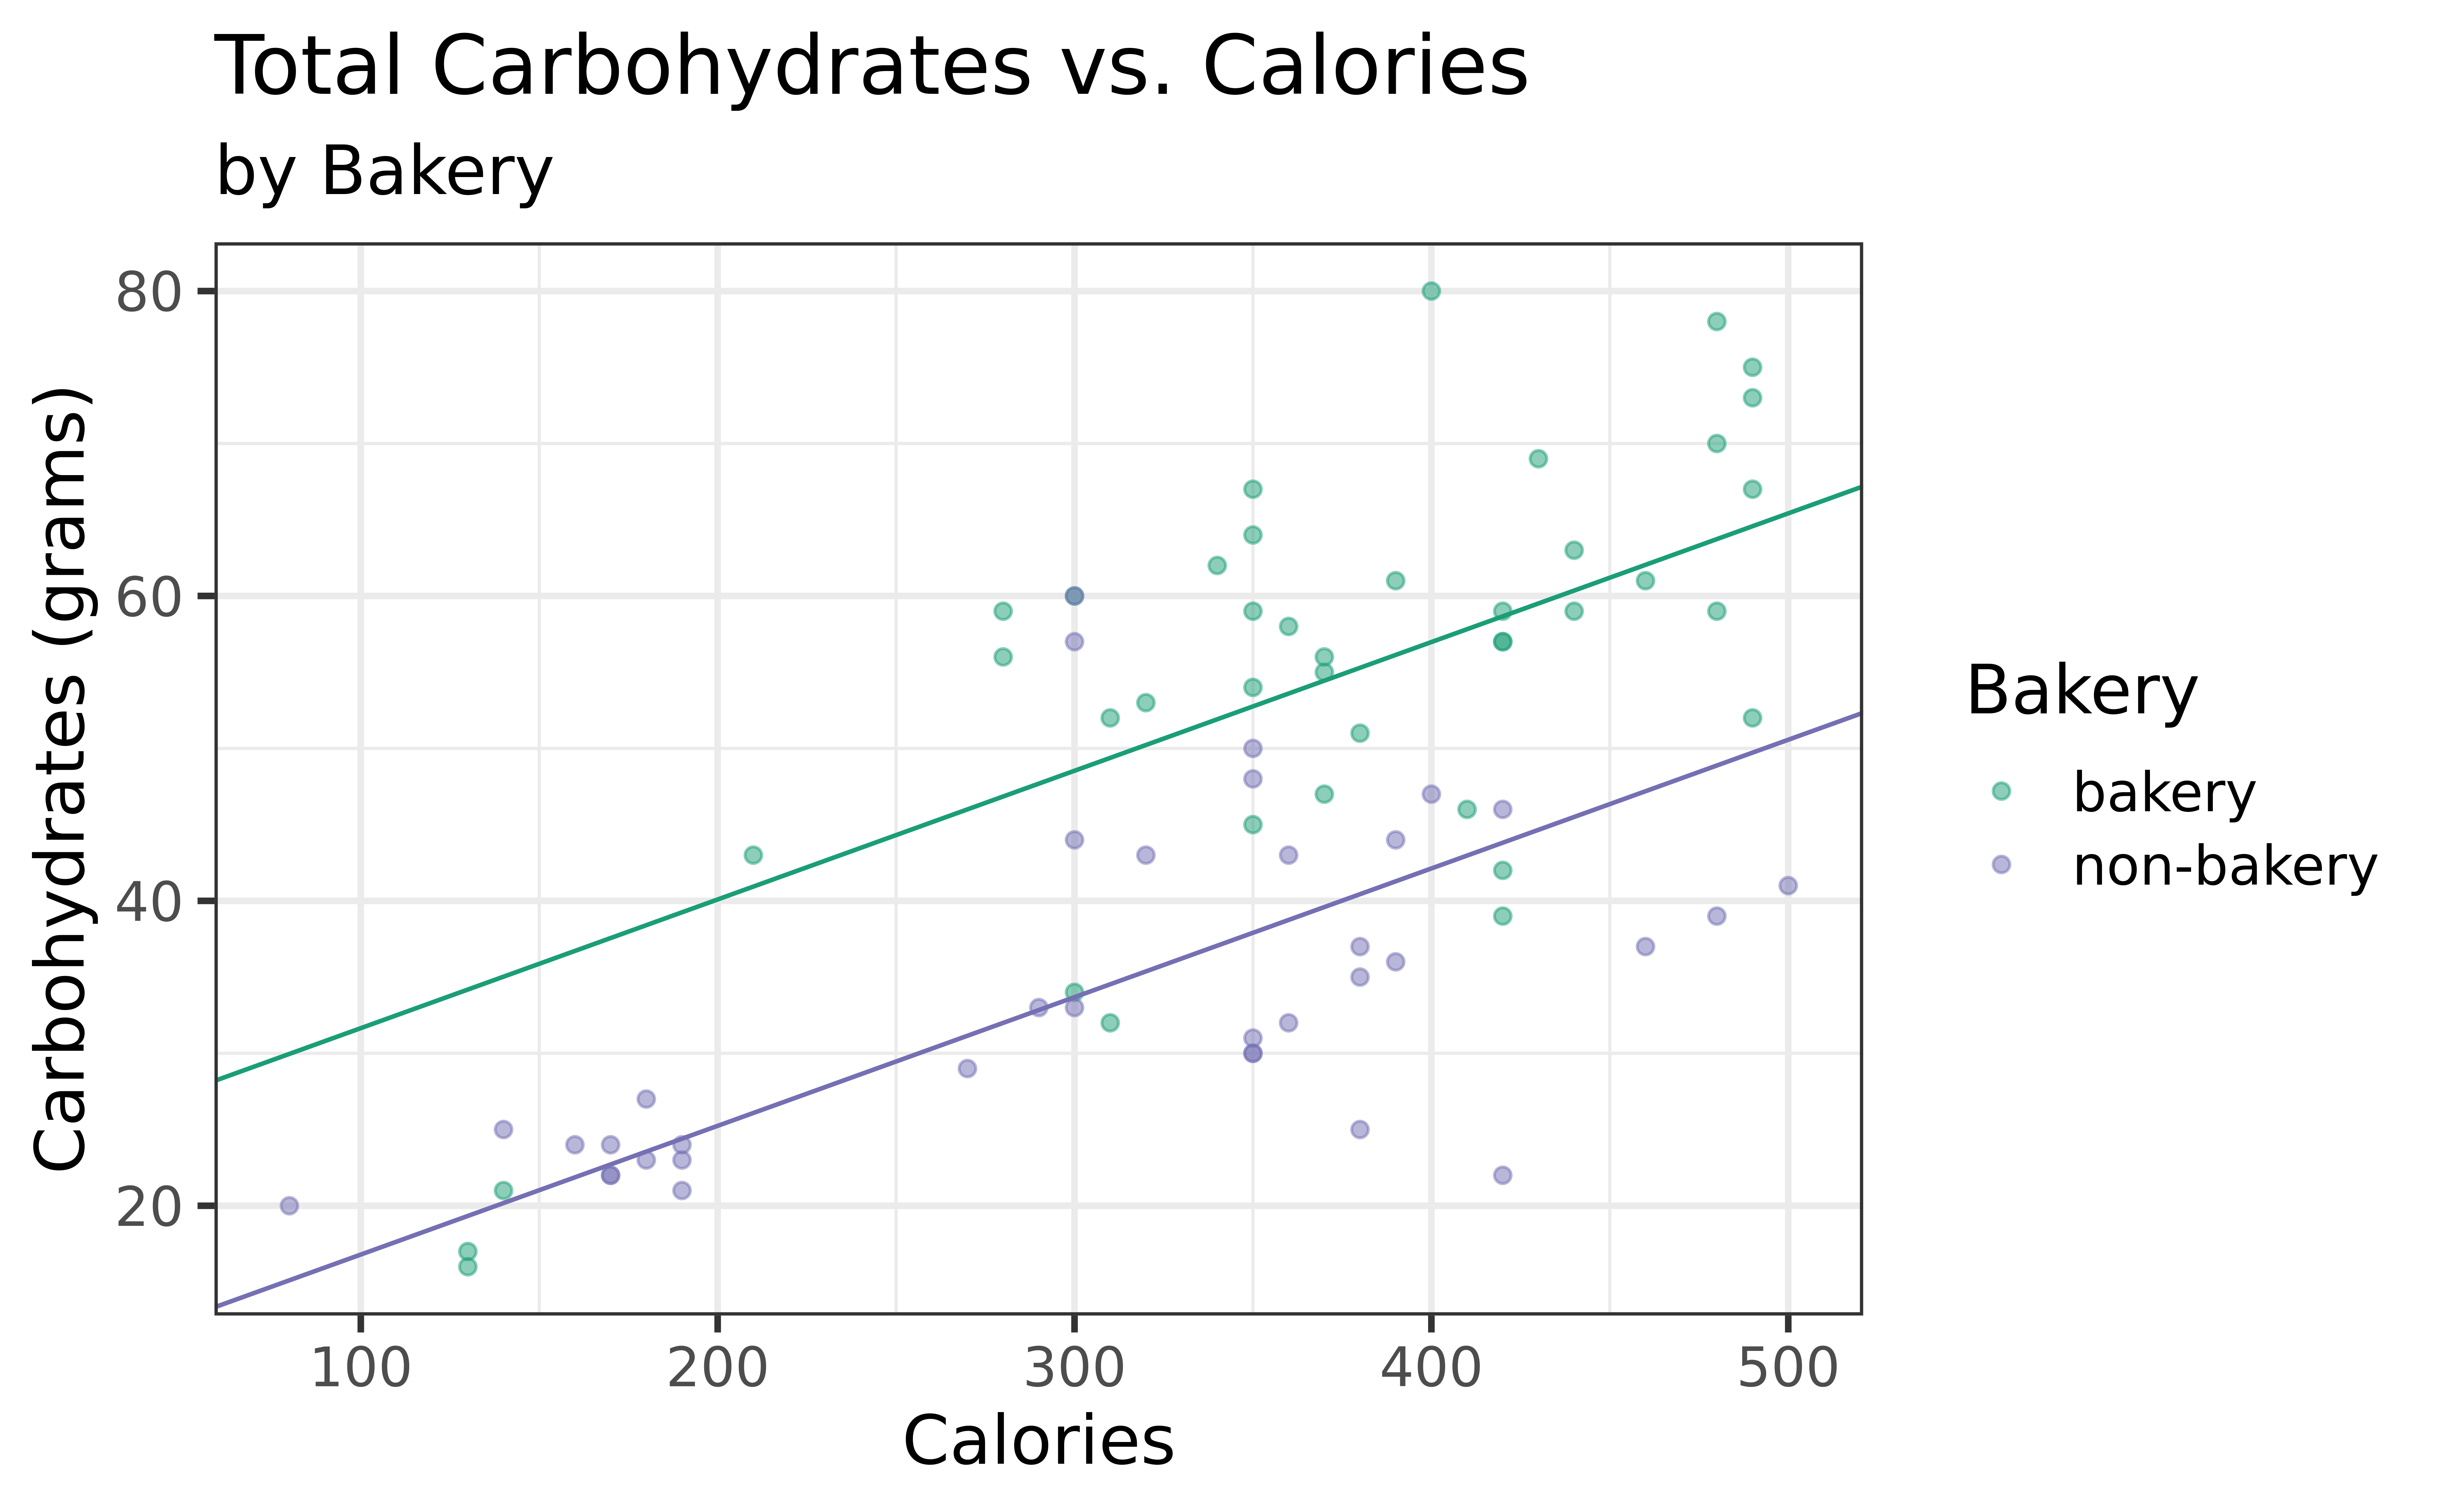 Total Carbohydrates vs. Calories
by Bakery
80
60
40
20
Carbohydrates (grams)
100 200 300 400 500
Calories
Bakery
bakery
non-bakery